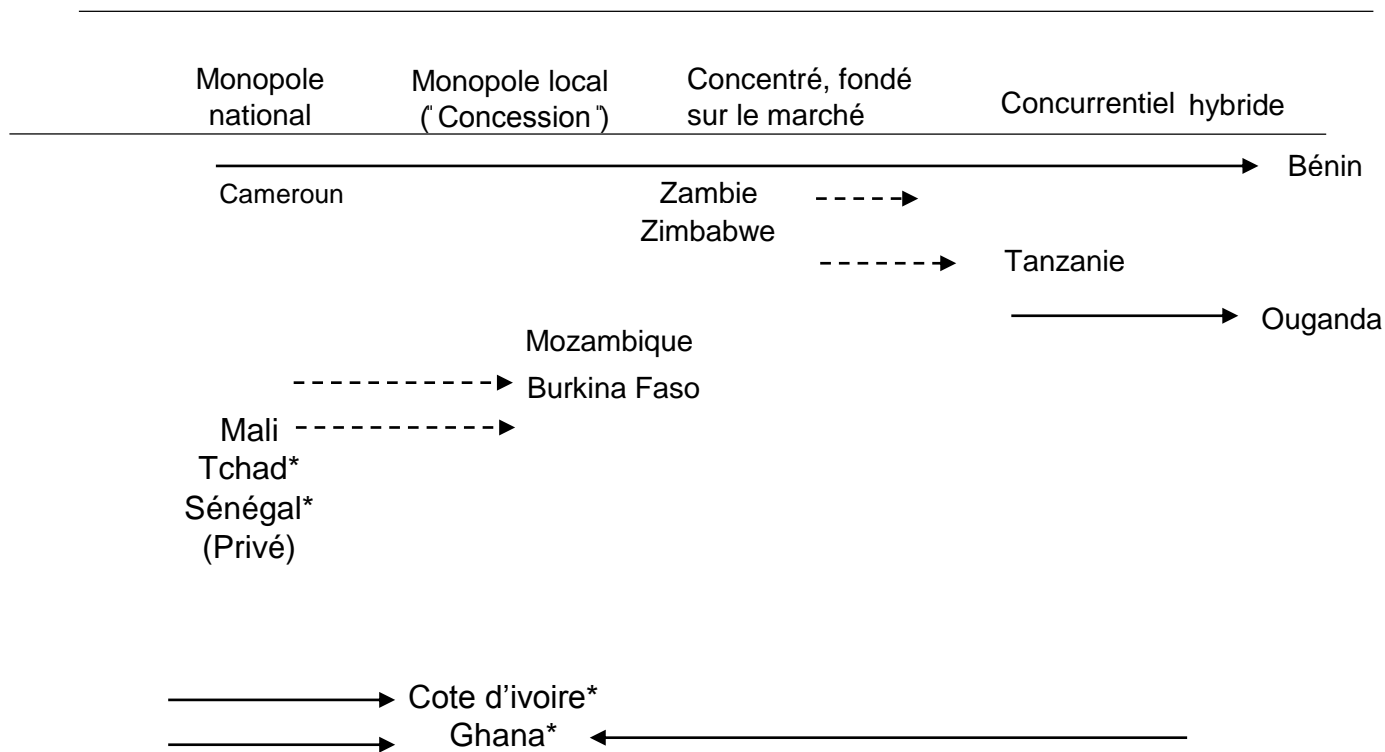 Monopole national
Monopole local ("Concession")
Concentré, fondé sur le marché
Concurrentiel hybride
Bénin
Cameroun
Zambie
Zimbabwe
Tanzanie
Ouganda
Mozambique
Burkina Faso
Mali
Tchad*
Sénégal*
(Privé)
Cote d’ivoire*
Ghana*